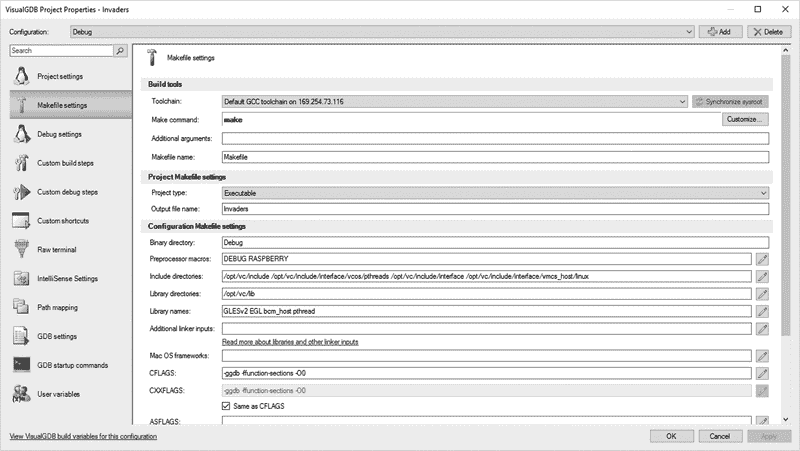 VisualGDB Project Properties - Invaders
Configuration: Debug Add Delete
Search
Project settings
Makefile settings
Debug settings
Custom build steps
Custom debug steps
Custom shortcuts
Raw terminal
IntelliSense Settings
Path mapping
GDB settings
GDB startup commands
User variables
Makefile settings
Build tools
Toolchain: Default GCC toolchain on 169.254.73.116 Synchronize sysroot
Make command: make Customize...
Additional arguments:
Makefile name: Makefile
Project Makefile settings
Project type: Executable
Output file name: Invaders
Configuration Makefile settings
Binary directory: Debug
Preprocessor macros: DEBUG RASPBERRY
Include directories: /opt/vc/include /opt/vc/include/interface/vcos/pthreads /opt/vc/include/interface /opt/vc/include/interface/vmcs_host/linux
Library directories: /opt/vc/lib
Library names: GLESv2 EGL bcm_host pthread
Additional linker inputs:
Read more about libraries and other linker inputs
Mac OS frameworks:
CFLAGS: -ggdb -ffunction-sections -O0
CXXFLAGS: -ggdb -ffunction-sections -O0
Same as CFLAGS
ASFLAGS:
View VisualGDB build variables for this configuration
OK Cancel Apply